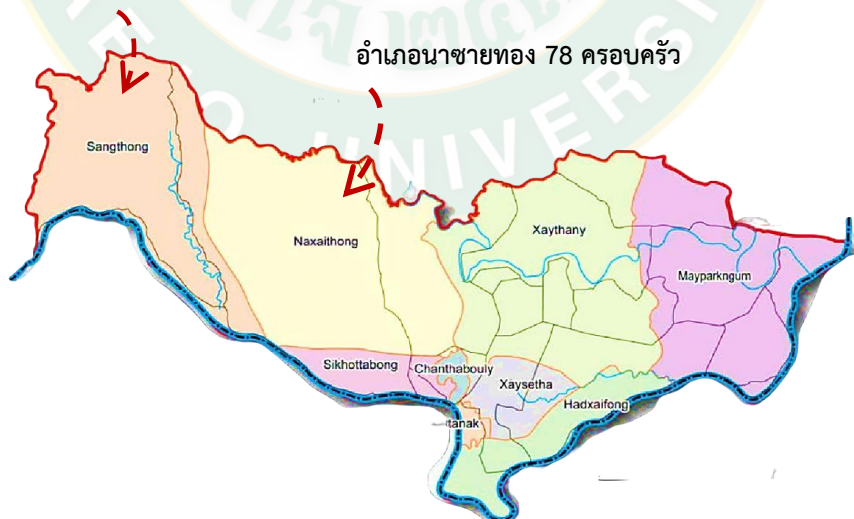 อำเภอนาซายทอง 78 ครอบครัว
UNIVERSI
Sangthong
Naxaithong
Xaythany
Mayparkngum
Sikhottabong
Chanthabouly
Xaysetha
Hadxaifong
tanak